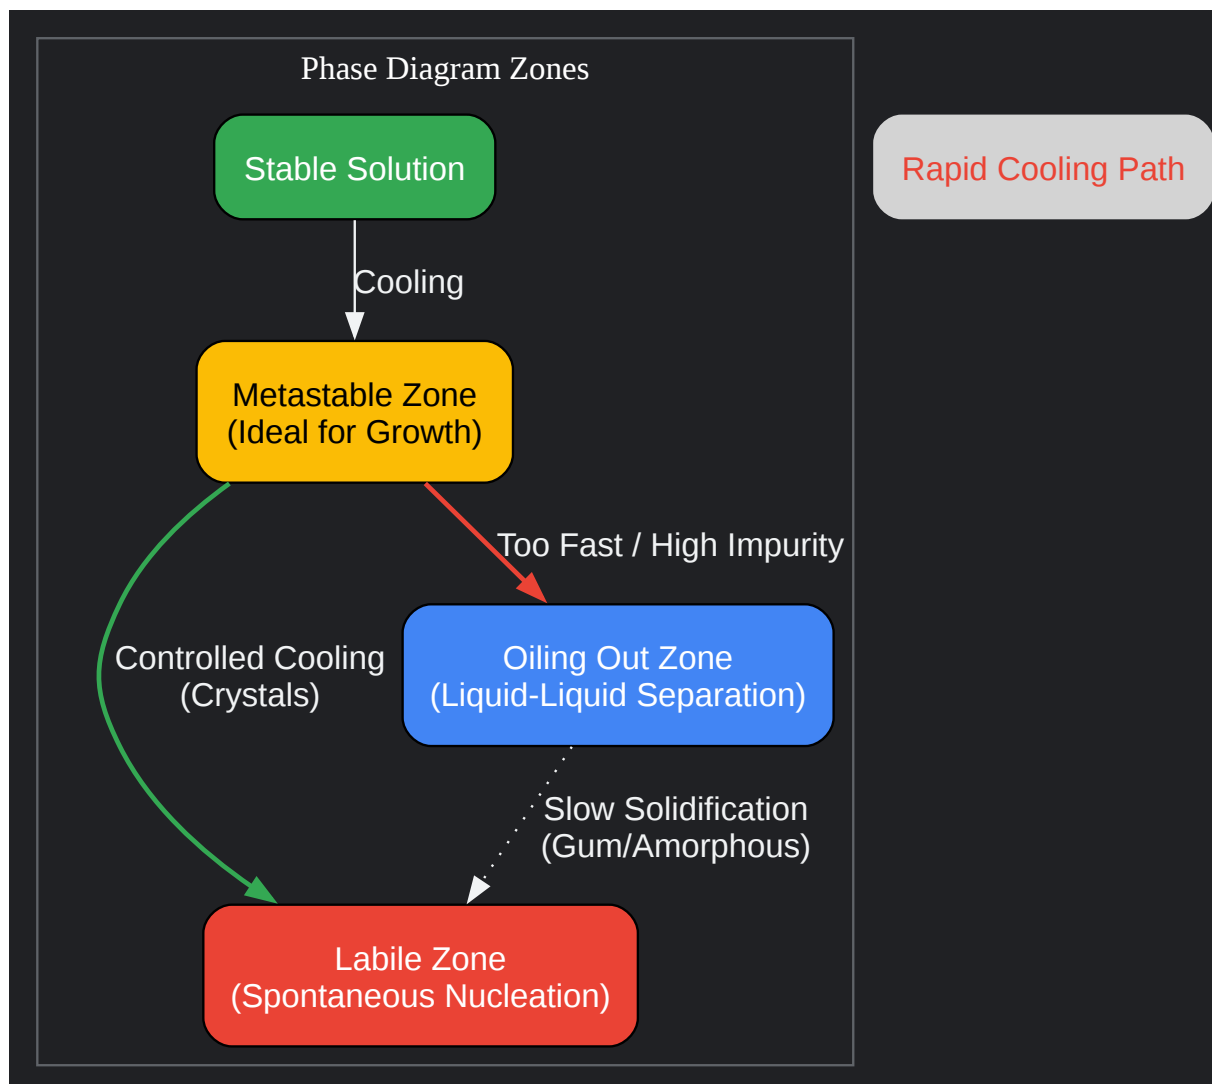 Phase Diagram Zones
Stable Solution
Rapid Cooling Path
Cooling
Metastable Zone
(Ideal for Growth)
Too Fast / High Impurity
Controlled Cooling
(Crystals)
Oiling Out Zone
(Liquid-Liquid Separation)
Slow Solidification
(Gum/Amorphous)
Labile Zone
(Spontaneous Nucleation)